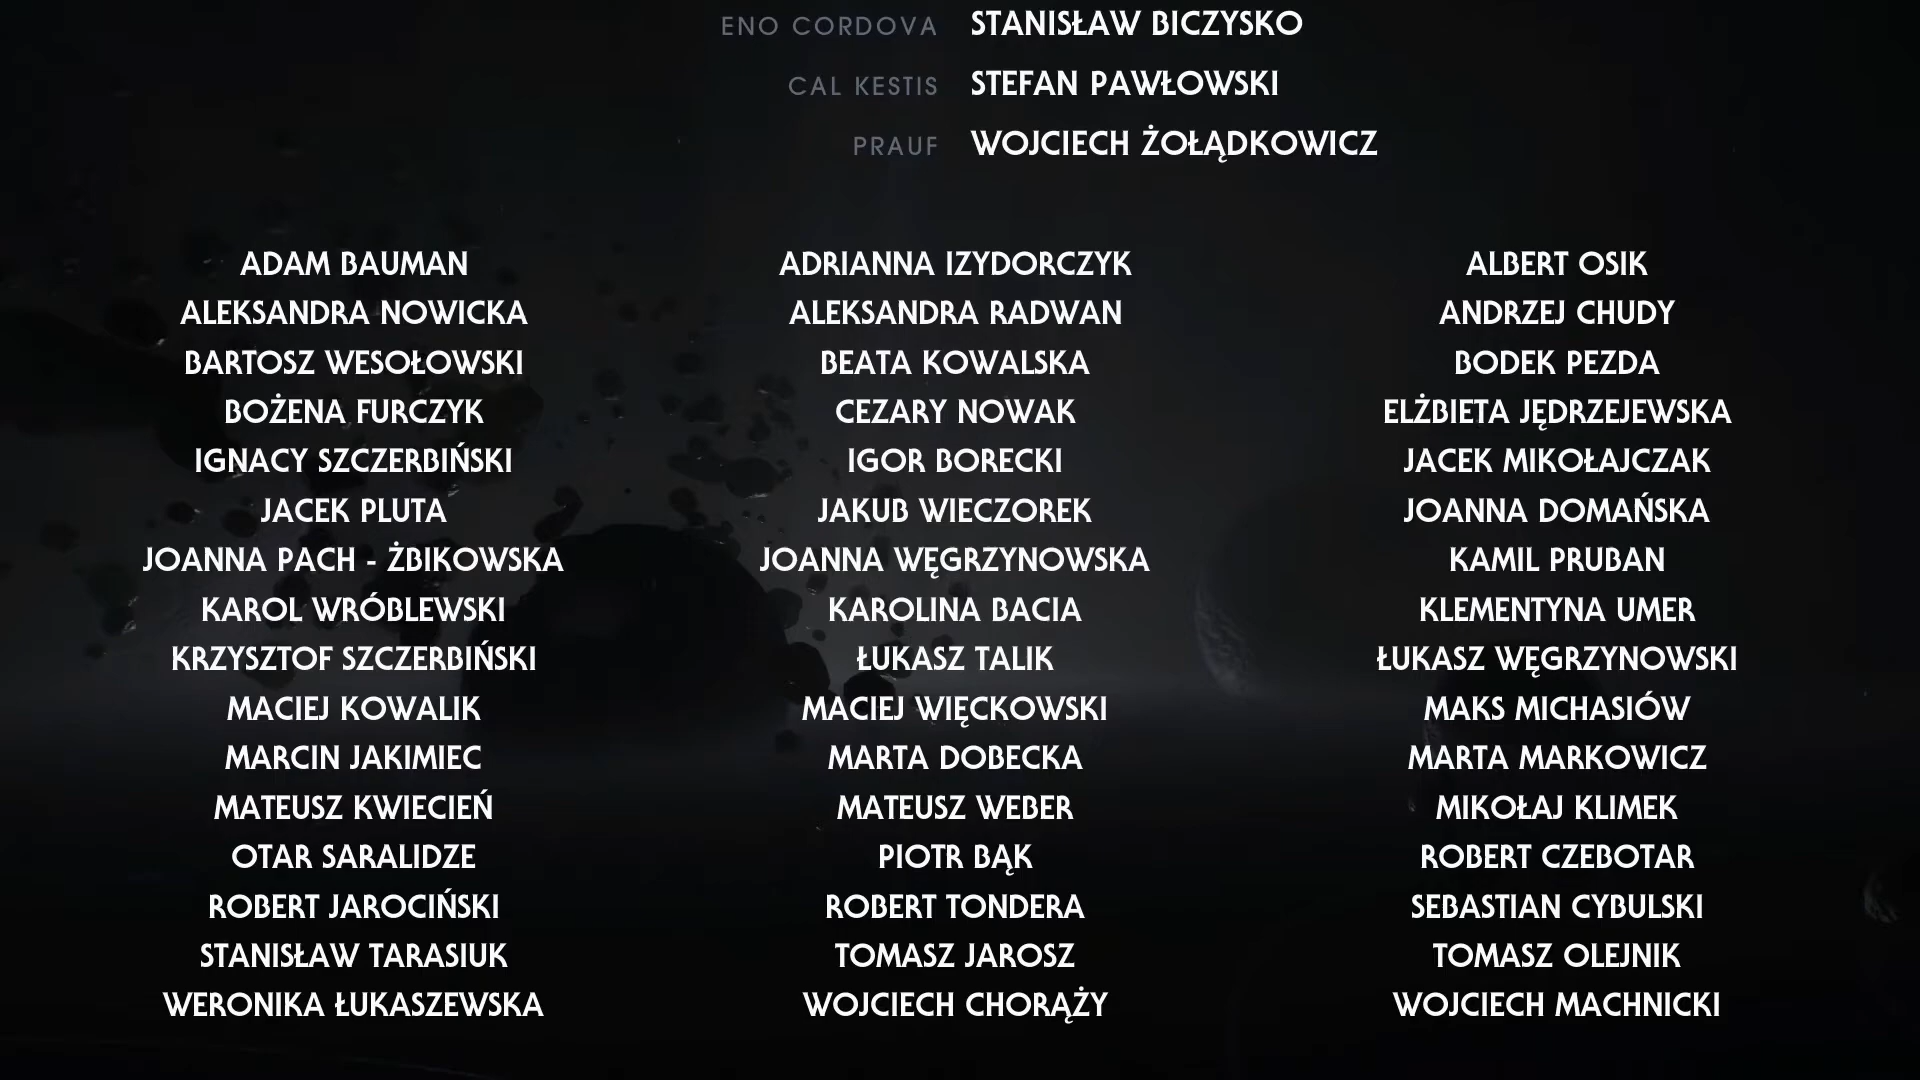 ENO CORDOVA STANISŁAW BICZYSKO
CAL KESTIS STEFAN PAWŁOWSKI
PRAUF WOJCIECH ŻOŁĄDKOWICZ
ADAM BAUMAN ADRIANNA IZYDORCZYK ALBERT OSIK
ALEKSANDRA NOWICKA ALEKSANDRA RADWAN ANDRZEJ CHUDY
BARTOSZ WESOŁOWSKI BEATA KOWALSKA BODEK PEZDA
BOŻENA FURCZYK CEZARY NOWAK ELŻBIETA JĘDRZEJEWSKA
IGNACY SZCZERBIŃSKI IGOR BORECKI JACEK MIKOŁAJCZAK
JACEK PLUTA JAKUB WIECZOREK JOANNA DOMAŃSKA
JOANNA PACH - ŻBIKOWSKA JOANNA WĘGRZYNOWSKA KAMIL PRUBAN
KAROL WRÓBLEWSKI KAROLINA BACIA KLEMENTYNA UMER
KRZYSZTOF SZCZERBIŃSKI ŁUKASZ TALIK ŁUKASZ WĘGRZYNOWSKI
MACIEJ KOWALIK MACIEJ WIĘCKOWSKI MAKS MICHASIÓW
MARCIN JAKIMIEC MARTA DOBECKA MARTA MARKOWICZ
MATEUSZ KWIECIEŃ MATEUSZ WEBER MIKOŁAJ KLIMEK
OTAR SARALIDZE PIOTR BĄK ROBERT CZEBOTAR
ROBERT JAROCIŃSKI ROBERT TONDERA SEBASTIAN CYBULSKI
STANISŁAW TARASIUK TOMASZ JAROSZ TOMASZ OLEJNIK
WERONIKA ŁUKASZEWSKA WOJCIECH CHORĄŻY WOJCIECH MACHNICKI